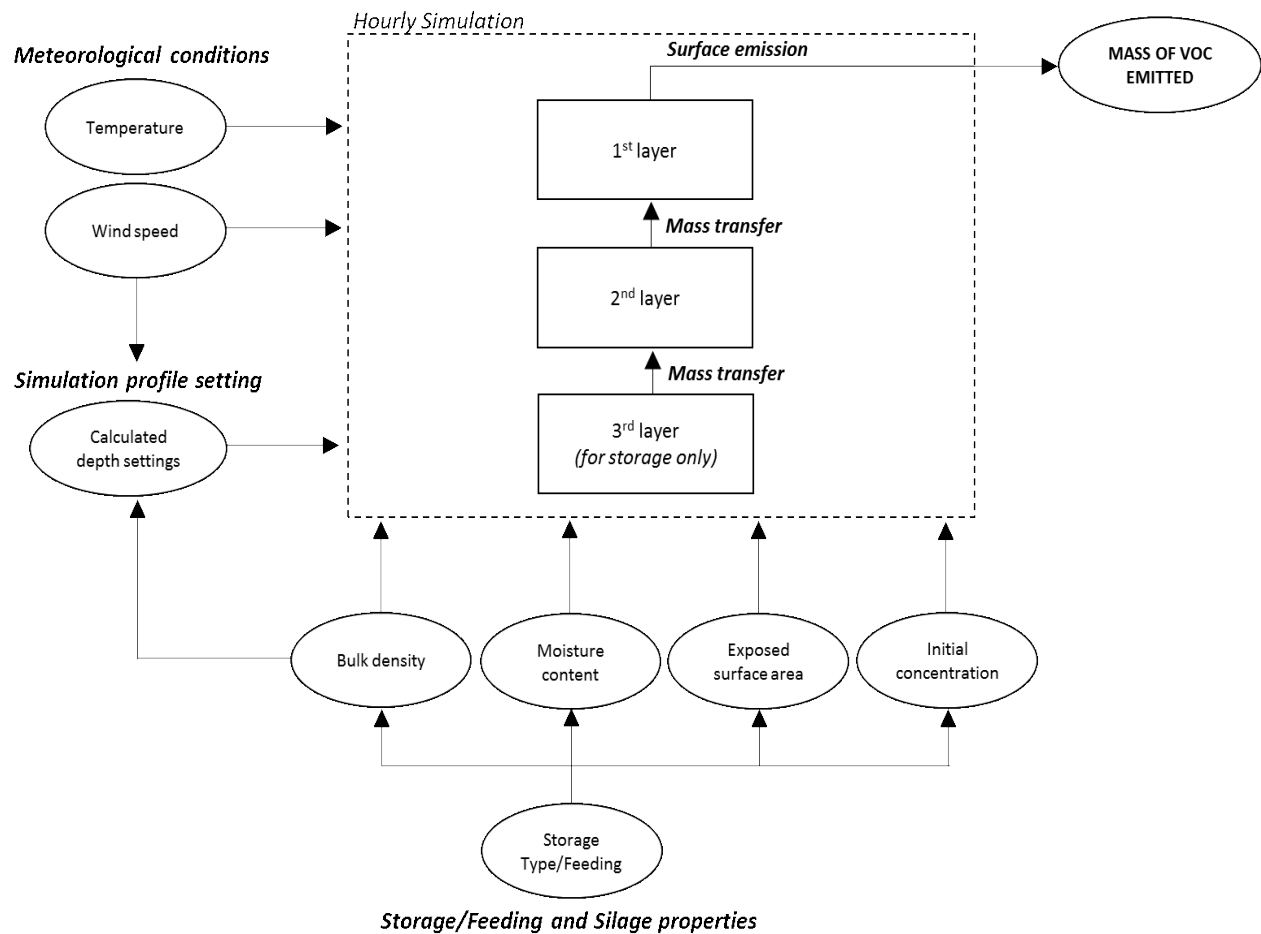 Hourly Simulation
Meteorological conditions
Surface emission
MASS OF VOC
EMITTED
Temperature
1st layer
Wind speed
Mass transfer
2nd layer
Simulation profile setting
Mass transfer
Calculated
depth settings
3rd layer
(for storage only)
Bulk density
Moisture
content
Exposed
surface area
Initial
concentration
Storage
Type/Feeding
Storage/Feeding and Silage properties